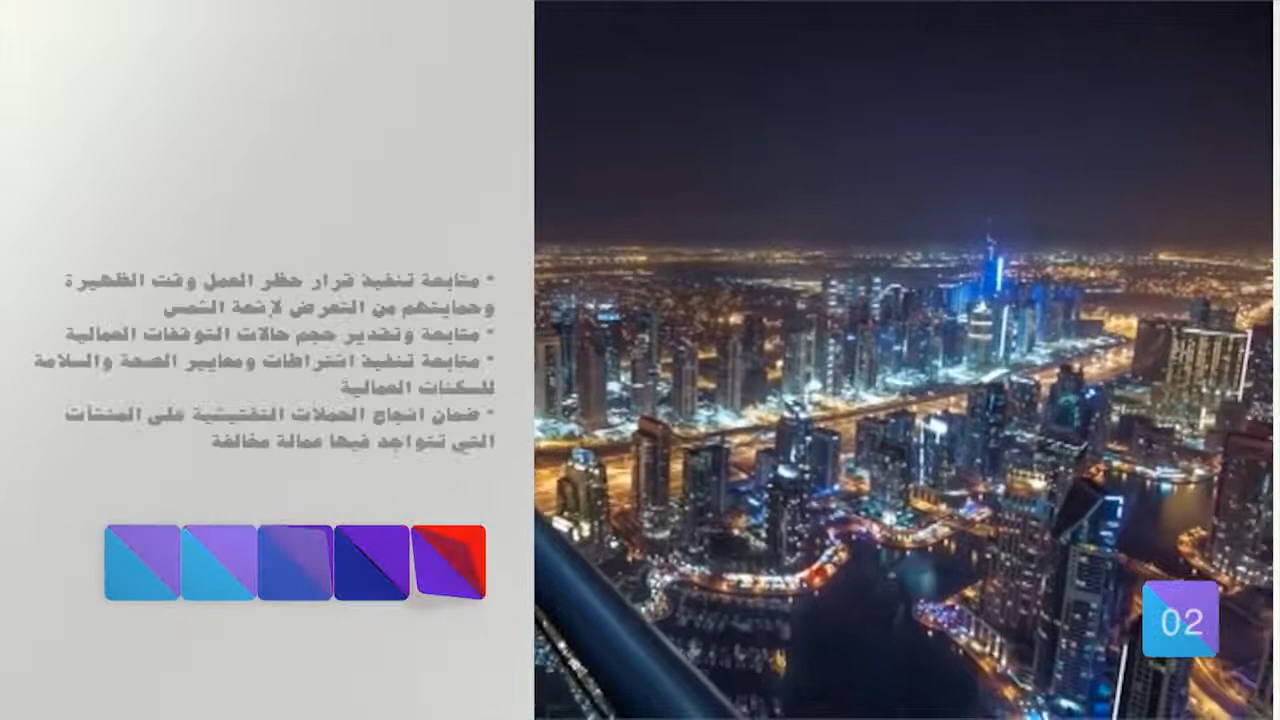 * متابعة تنفيذ قرار حظر العمل وقت الظهيرة
وحمايتهم من التعرض لاشعة الشمس
* متابعة وتقدير حجم حالات التوقفات العمالية
* متابعة تنفيذ اشتراطات ومعايير الصحة والسلامة
للسكنات العمالية
* ضمان انجاح الحملات التفتيشية على المنشآت
التي تتواجد فيها عمالة مخالفة
02